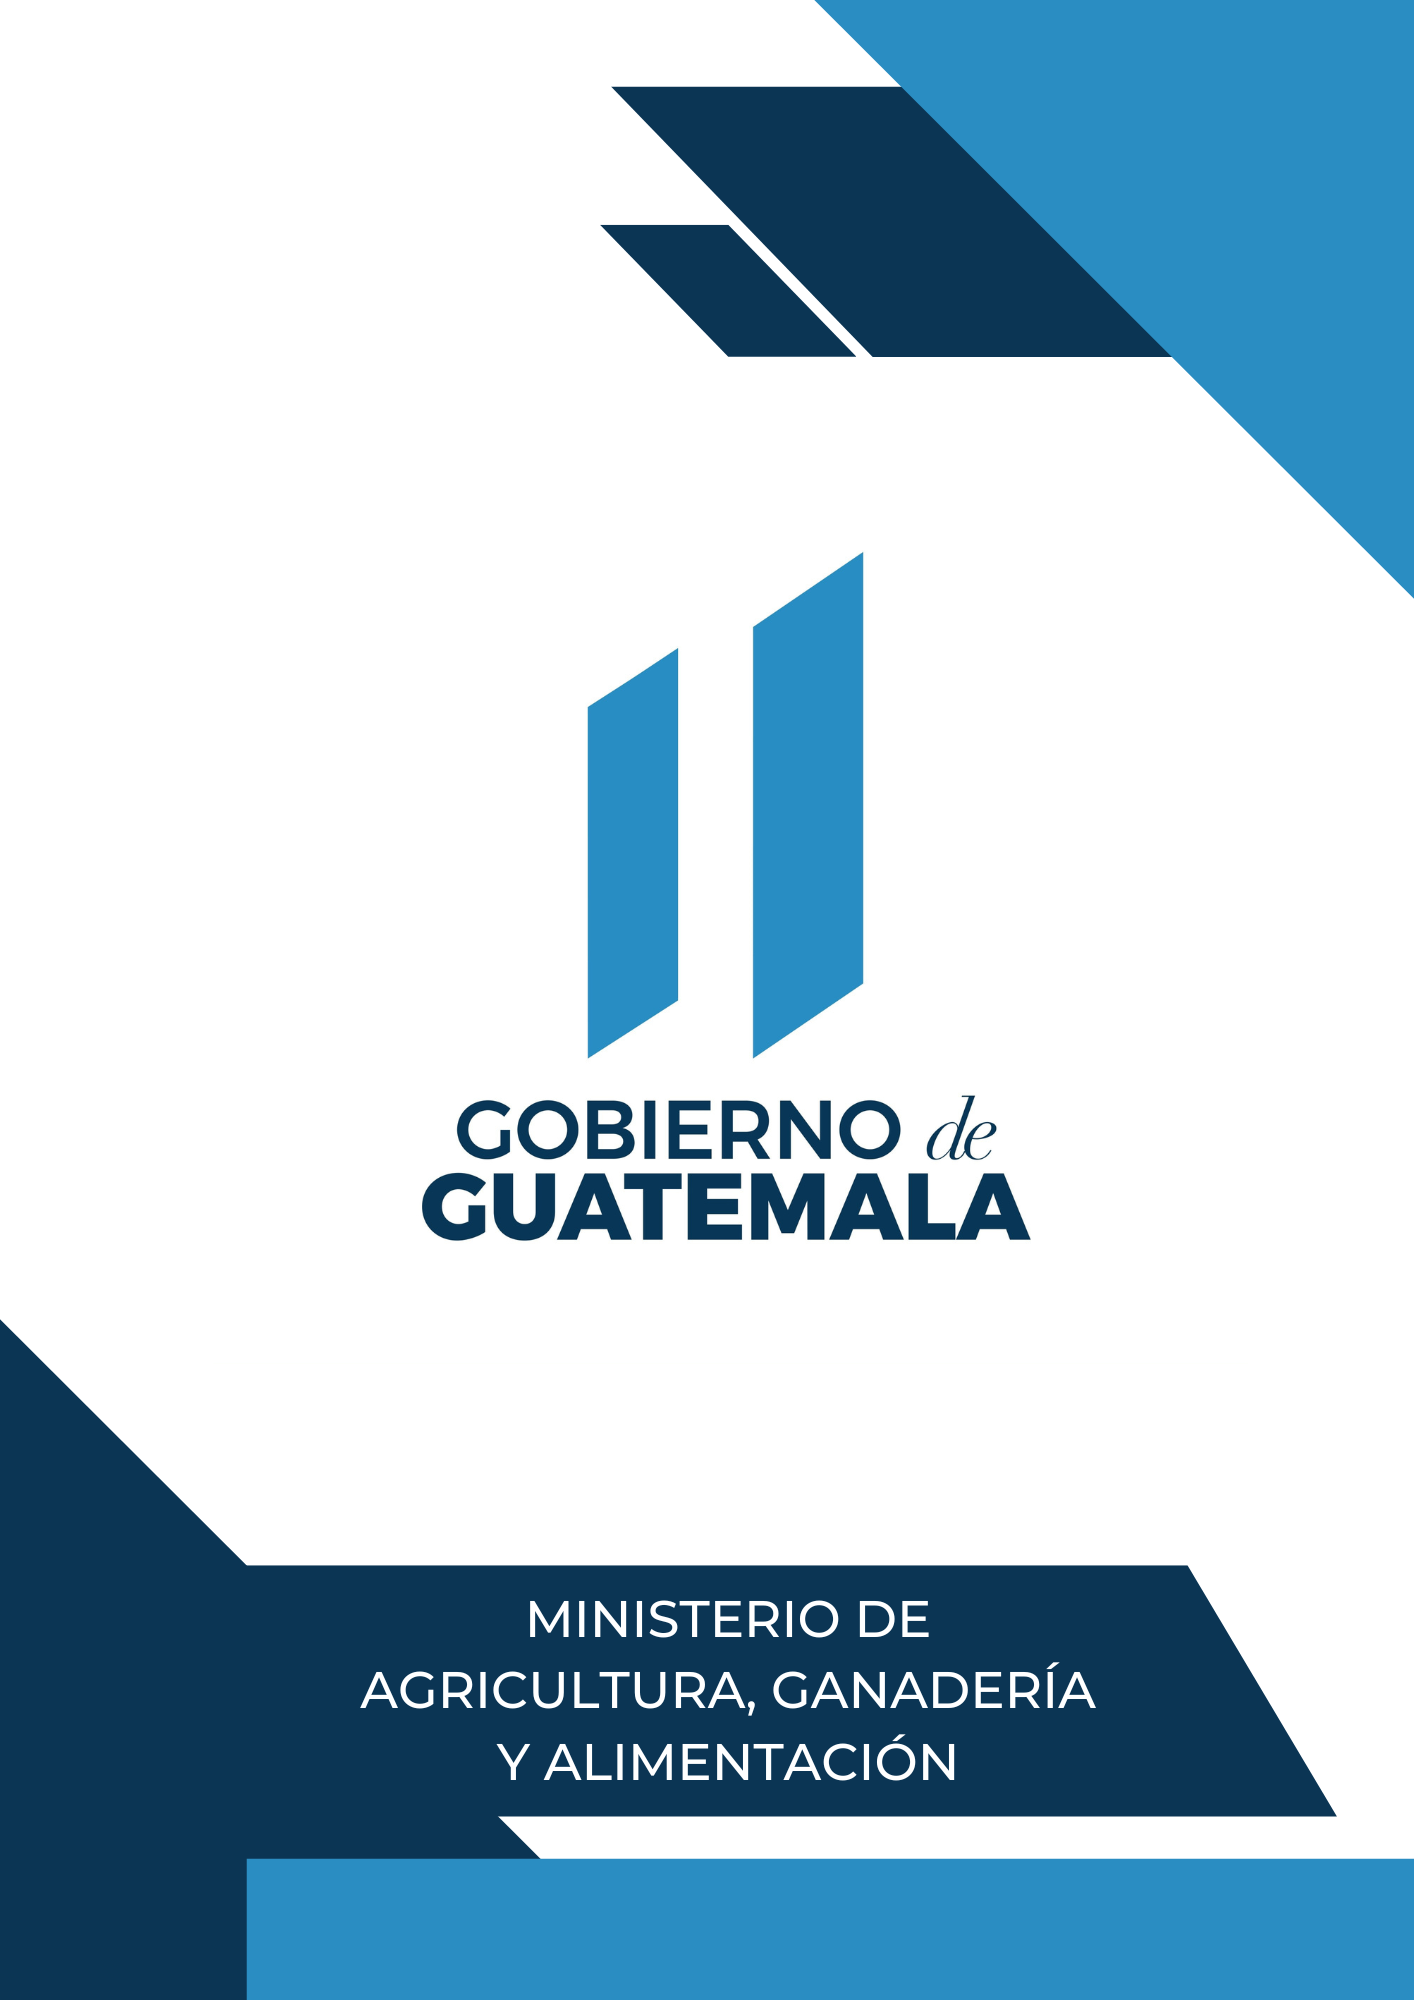 GOBIERNO de
GUATEMALA
MINISTERIO DE
AGRICULTURA, GANADERÍA
Y ALIMENTACIÓN